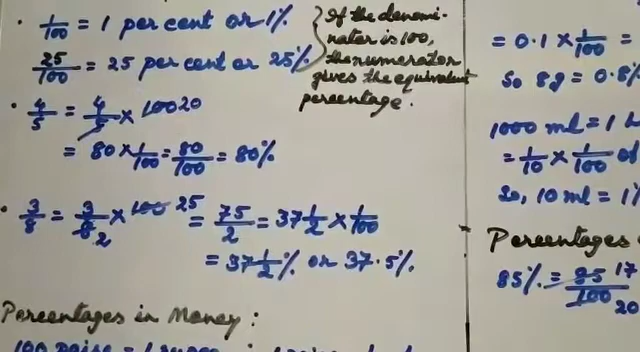 • 1/100 = 1 per cent or 1%
25/100 = 25 per cent or 25%
If the denomi-
nator is 100,
the numerator
gives the equivalent
percentage.
• 4/5 = 4/5 × 100 20
= 80 × 1/100 = 80/100 = 80%
• 3/8 = 3/8 2 × 100 25 = 75/2 = 37 1/2 × 1/100
= 37 1/2 % or 37.5%.
Percentages in Money:
= 0.1 × 1/100 =
So 8g = 0.8%
1000 ml = 1
= 1/10 × 1/100
So, 10 ml = 1%
Percentages
85% = 85 17/100 20